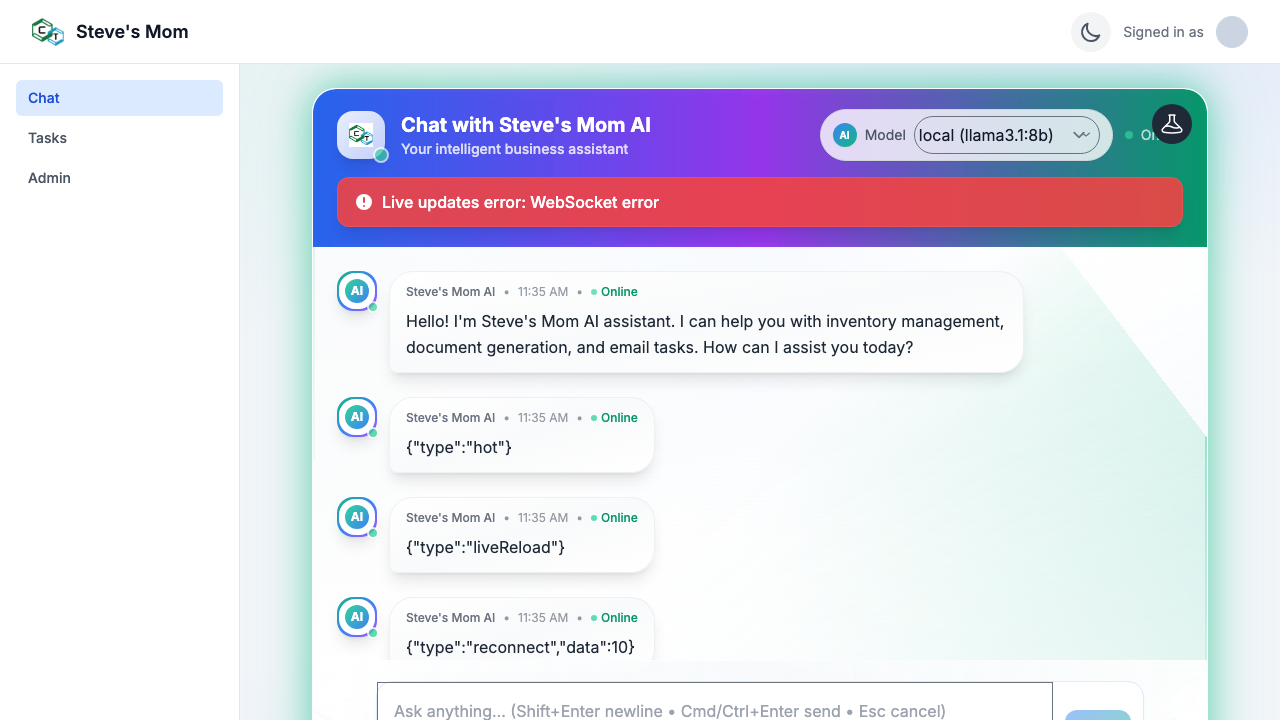 Steve's Mom
Signed in as
Chat
Tasks
Admin
Chat with Steve's Mom AI
Your intelligent business assistant
AI Model local (llama3.1:8b)
Live updates error: WebSocket error
AI
Steve's Mom AI • 11:35 AM • Online
Hello! I'm Steve's Mom AI assistant. I can help you with inventory management,
document generation, and email tasks. How can I assist you today?
AI
Steve's Mom AI • 11:35 AM • Online
{"type":"hot"}
AI
Steve's Mom AI • 11:35 AM • Online
{"type":"liveReload"}
AI
Steve's Mom AI • 11:35 AM • Online
{"type":"reconnect","data":10}
Ask anything... (Shift+Enter newline • Cmd/Ctrl+Enter send • Esc cancel)